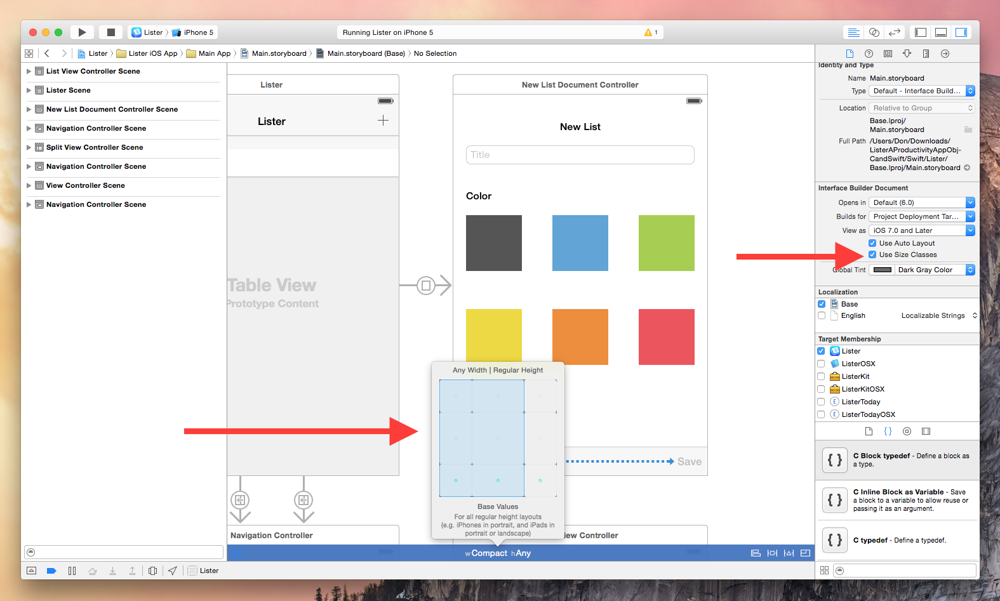 Lister
iPhone 5
Running Lister on iPhone 5
1
Lister
Lister iOS App
Main App
Main.storyboard
Main.storyboard (Base)
No Selection
List View Controller Scene
Lister Scene
New List Document Controller Scene
Navigation Controller Scene
Split View Controller Scene
Navigation Controller Scene
View Controller Scene
Navigation Controller Scene
Lister
Lister
Table View
Prototype Content
New List Document Controller
New List
Title
Color
Save
Any Width | Regular Height
Base Values
For all regular height layouts
(e.g. iPhones in portrait, and iPads in
portrait or landscape)
Navigation Controller
iew Controller
wCompact hAny
Lister
Identity and Type
Name Main.storyboard
Type Default - Interface Build...
Location Relative to Group
Base.lproj/
Main.storyboard
Full Path /Users/Don/Downloads/
ListerAProductivityAppObj-
CandSwift/Swift/Lister/
Base.lproj/Main.storyboard
Interface Builder Document
Opens in Default (6.0)
Builds for Project Deployment Tar...
View as iOS 7.0 and Later
Use Auto Layout
Use Size Classes
Global Tint Dark Gray Color
Localization
Base
English Localizable Strings
Target Membership
Lister
ListerOSX
ListerKit
ListerKitOSX
E ListerToday
E ListerTodayOSX
{ }
{ } C Block typedef - Define a block as
a type.
{ } C Inline Block as Variable - Save
a block to a variable to allow reuse or
passing it as an argument.
{ } C typedef - Define a typedef.